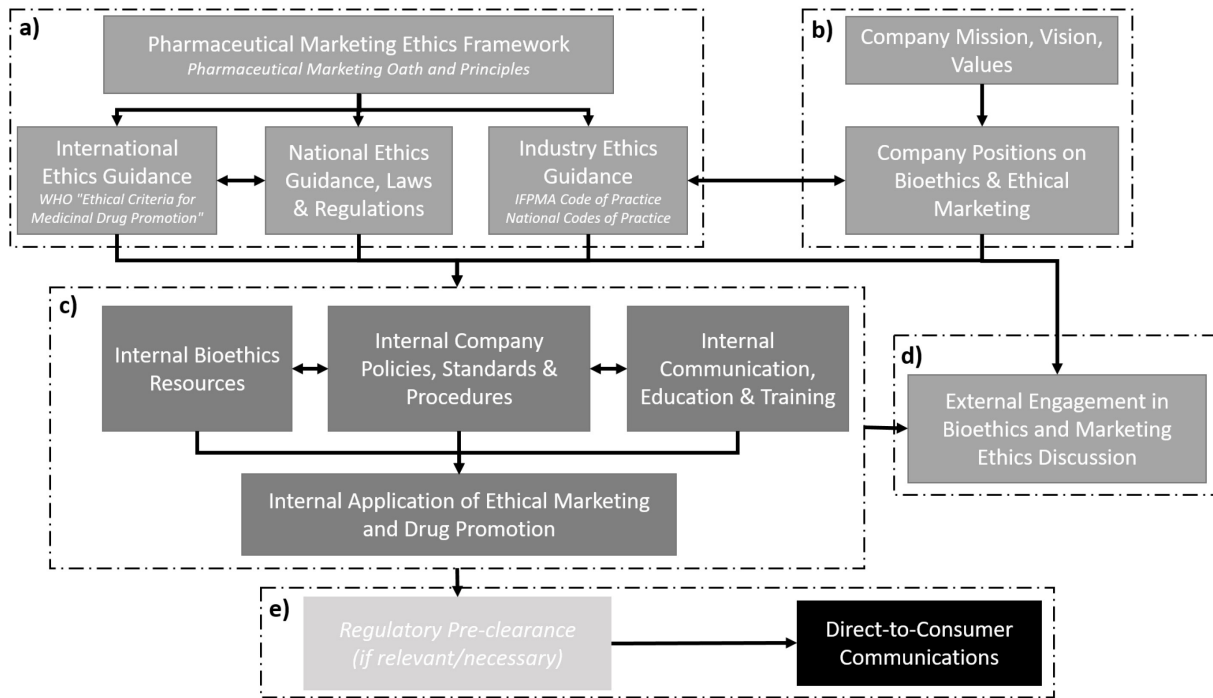 a)
Pharmaceutical Marketing Ethics Framework
Pharmaceutical Marketing Oath and Principles
International
Ethics Guidance
WHO "Ethical Criteria for
Medicinal Drug Promotion"
National Ethics
Guidance, Laws
& Regulations
Industry Ethics
Guidance
IFPMA Code of Practice
National Codes of Practice
b)
Company Mission, Vision,
Values
Company Positions on
Bioethics & Ethical
Marketing
c)
Internal Bioethics
Resources
Internal Company
Policies, Standards &
Procedures
Internal
Communication,
Education & Training
Internal Application of Ethical Marketing
and Drug Promotion
d)
External Engagement in
Bioethics and Marketing
Ethics Discussion
e)
Regulatory Pre-clearance
(if relevant/necessary)
Direct-to-Consumer
Communications